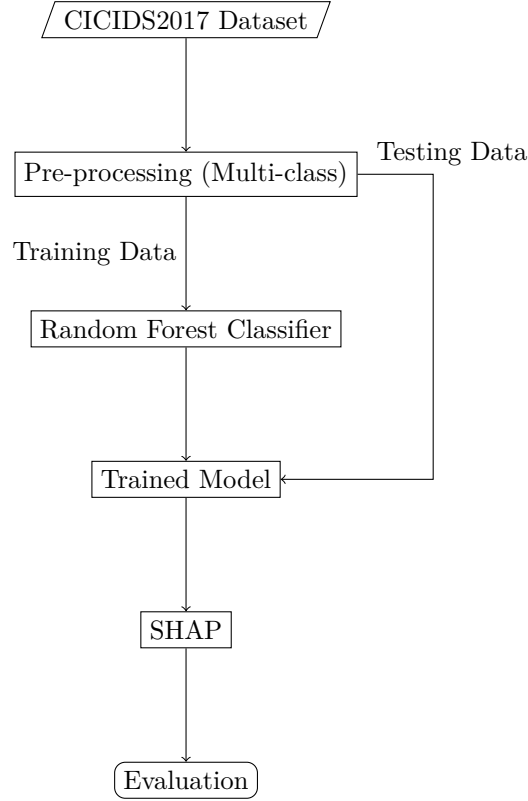 CICIDS2017 Dataset
Testing Data
Pre-processing (Multi-class)
Training Data
Random Forest Classifier
Trained Model
SHAP
Evaluation